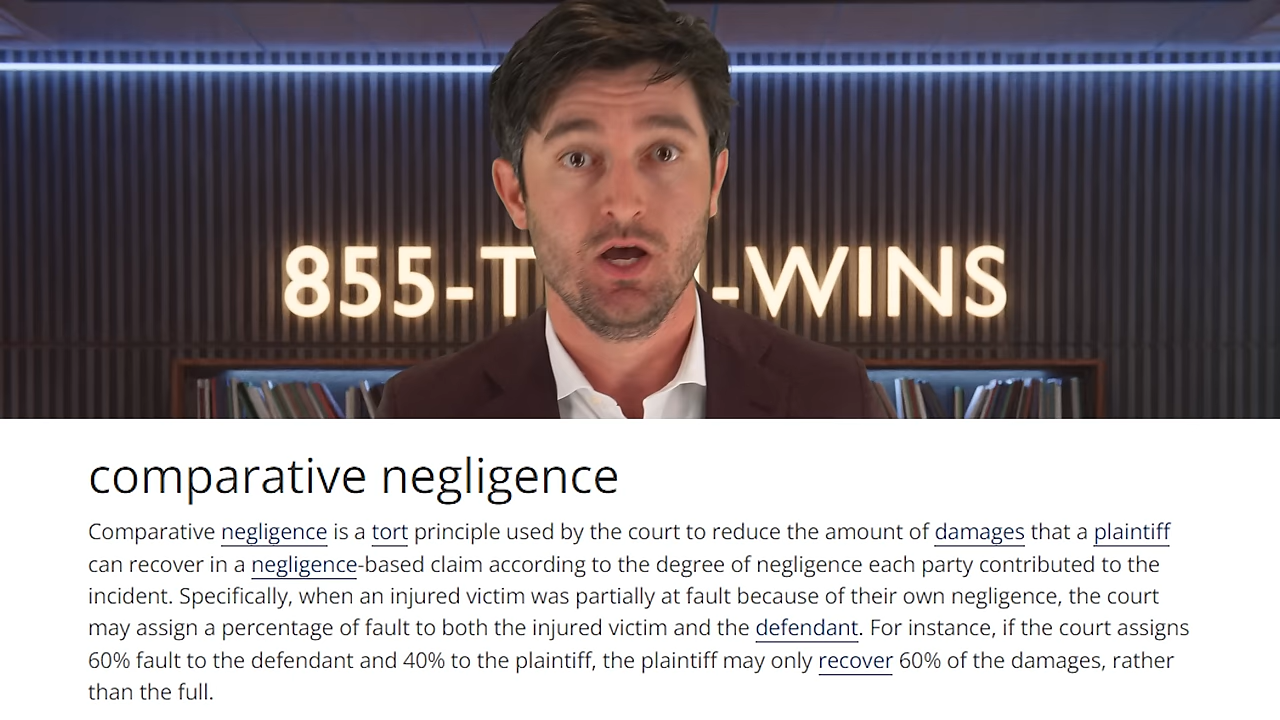 855-T -WINS
comparative negligence
Comparative negligence is a tort principle used by the court to reduce the amount of damages that a plaintiff
can recover in a negligence-based claim according to the degree of negligence each party contributed to the
incident. Specifically, when an injured victim was partially at fault because of their own negligence, the court
may assign a percentage of fault to both the injured victim and the defendant. For instance, if the court assigns
60% fault to the defendant and 40% to the plaintiff, the plaintiff may only recover 60% of the damages, rather
than the full.